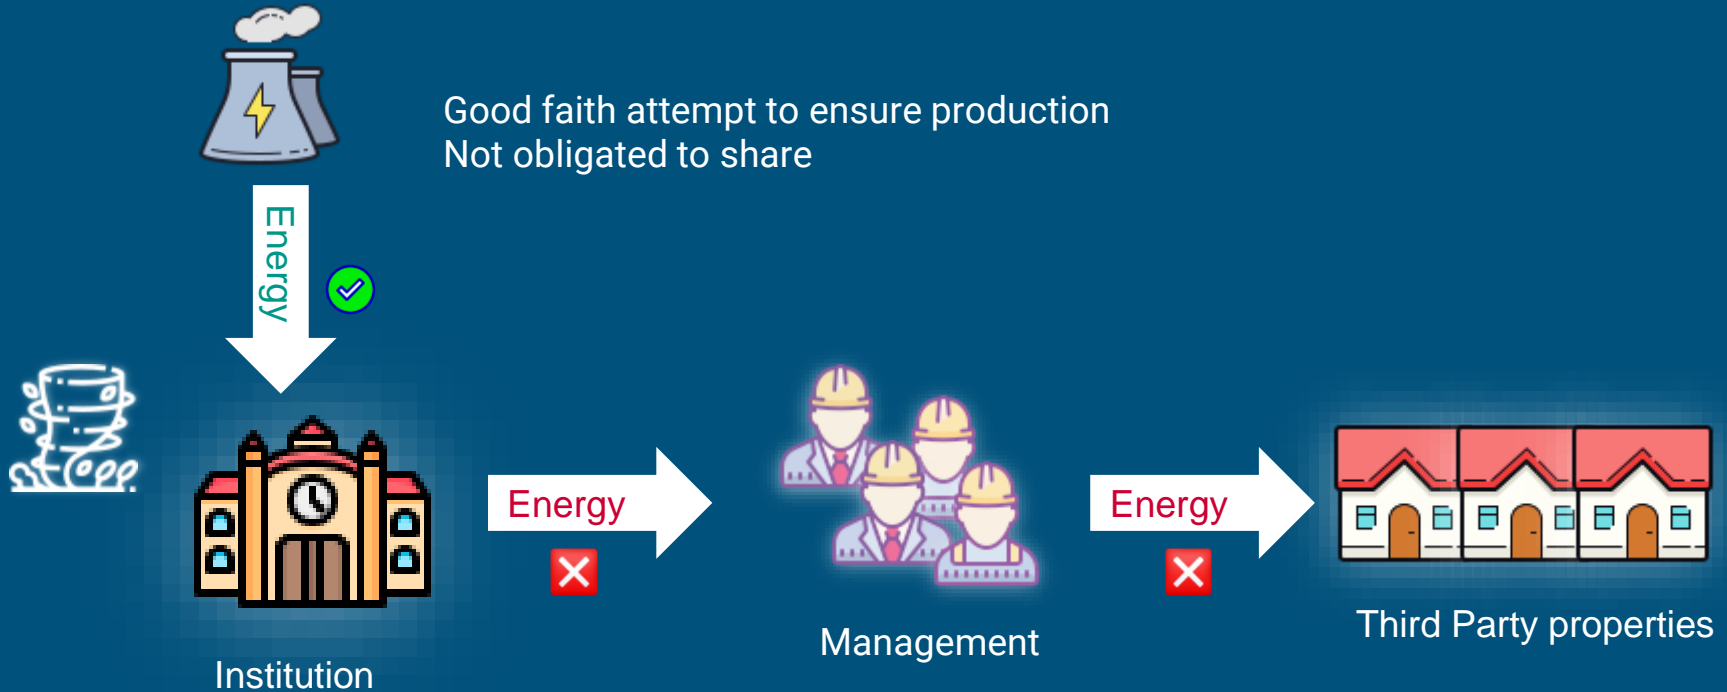 Good faith attempt to ensure production
Not obligated to share
Energy
Energy
Energy
Institution
Management
Third Party properties